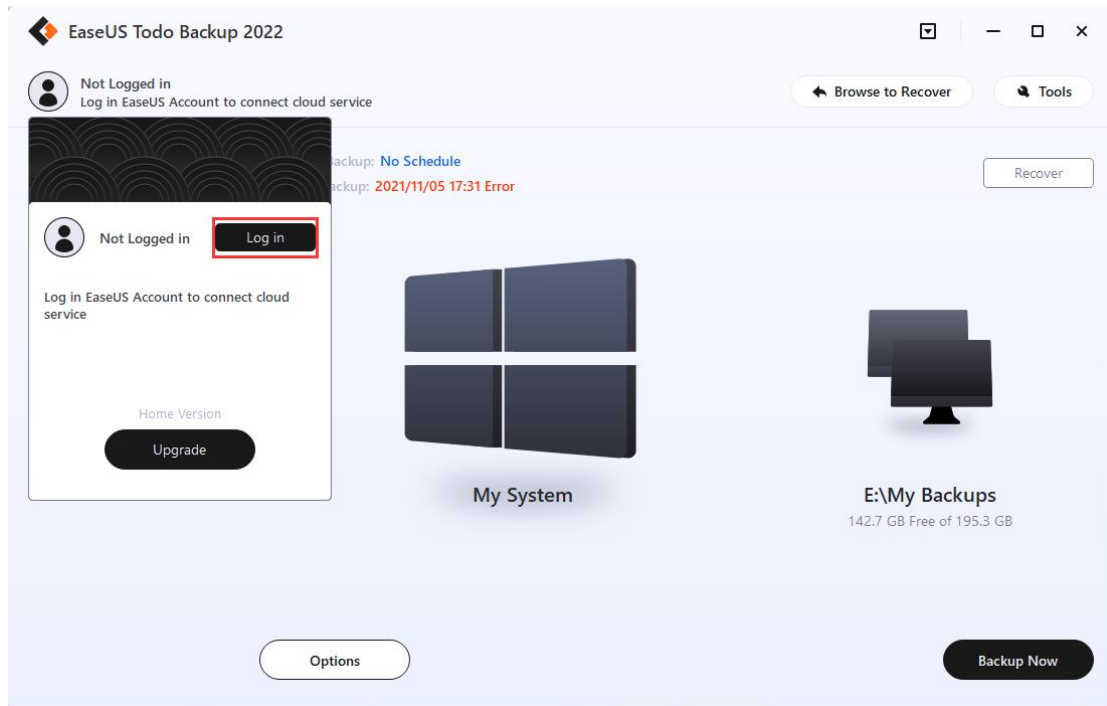 EaseUS Todo Backup 2022
Not Logged in
Log in EaseUS Account to connect cloud service
Browse to Recover
Tools
Backup: No Schedule
ackup: 2021/11/05 17:31 Error
Recover
Not Logged in
Log in
Log in EaseUS Account to connect cloud
service
Home Version
Upgrade
My System
E:\My Backups
142.7 GB Free of 195.3 GB
Options
Backup Now